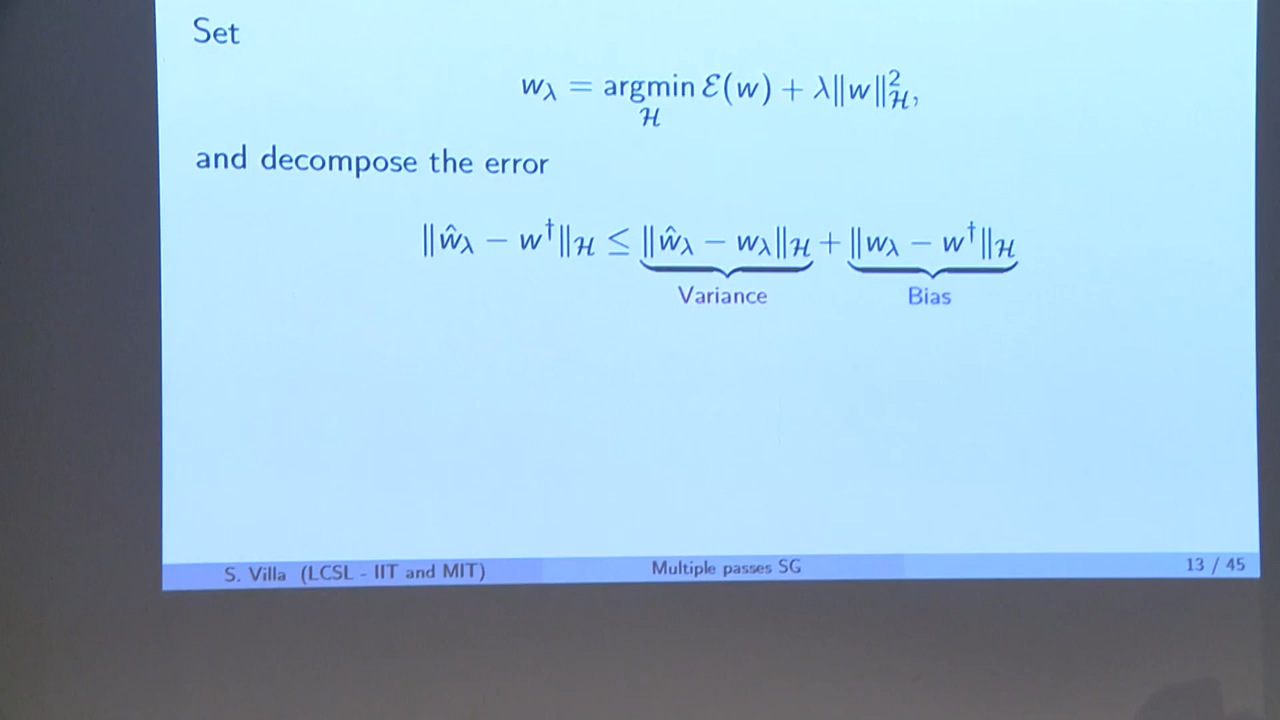 Set
w_λ = argmin_ℋ ℰ(w) + λ‖w‖²_ℋ,
and decompose the error
‖ŵ_λ − w†‖_ℋ ≤ ‖ŵ_λ − w_λ‖_ℋ + ‖w_λ − w†‖_ℋ
Variance Bias
S. Villa (LCSL - IIT and MIT) Multiple passes SG 13 / 45